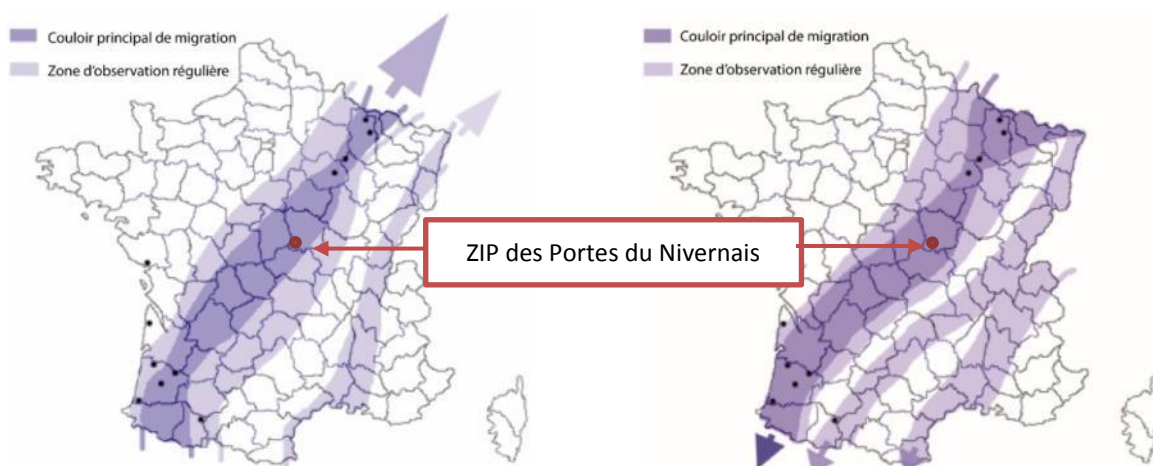 Couloir principal de migration
Zone d'observation régulière
Couloir principal de migration
Zone d'observation régulière
ZIP des Portes du Nivernais